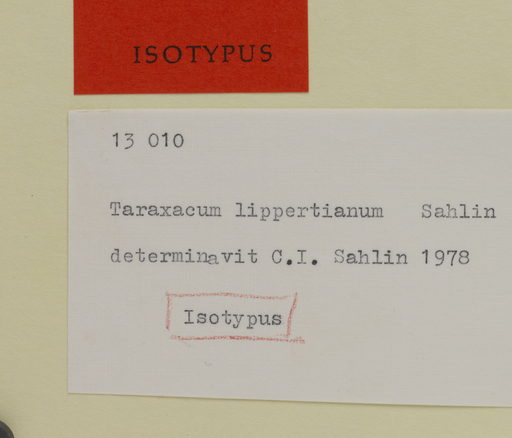 ISOTYPUS
13 010
Taraxacum lippertianum Sahlin
determinavit C.I. Sahlin 1978
Isotypus